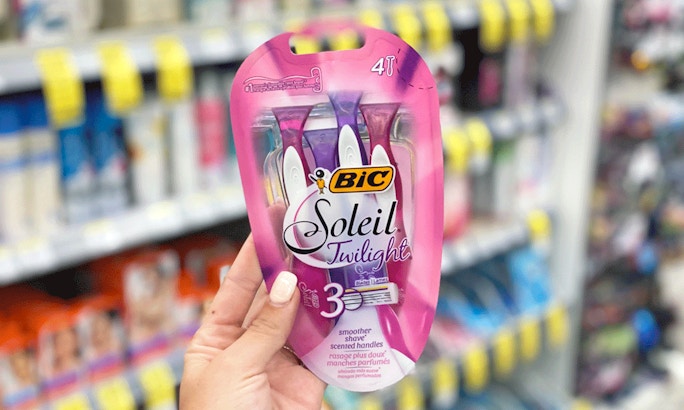 4
BIC
Soleil
Twilight
3
smoother
shave*
scented handles
rasage plus doux*
manches parfumés